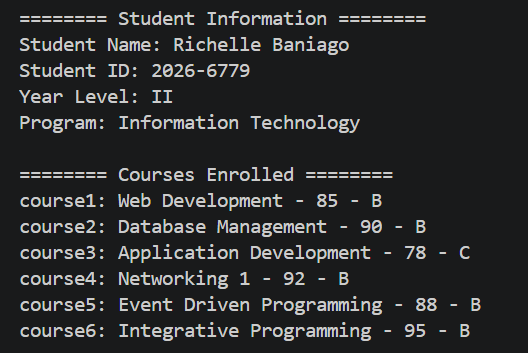 ======== Student Information ========
Student Name: Richelle Baniago
Student ID: 2026-6779
Year Level: II
Program: Information Technology

======== Courses Enrolled ========
course1: Web Development - 85 - B
course2: Database Management - 90 - B
course3: Application Development - 78 - C
course4: Networking 1 - 92 - B
course5: Event Driven Programming - 88 - B
course6: Integrative Programming - 95 - B